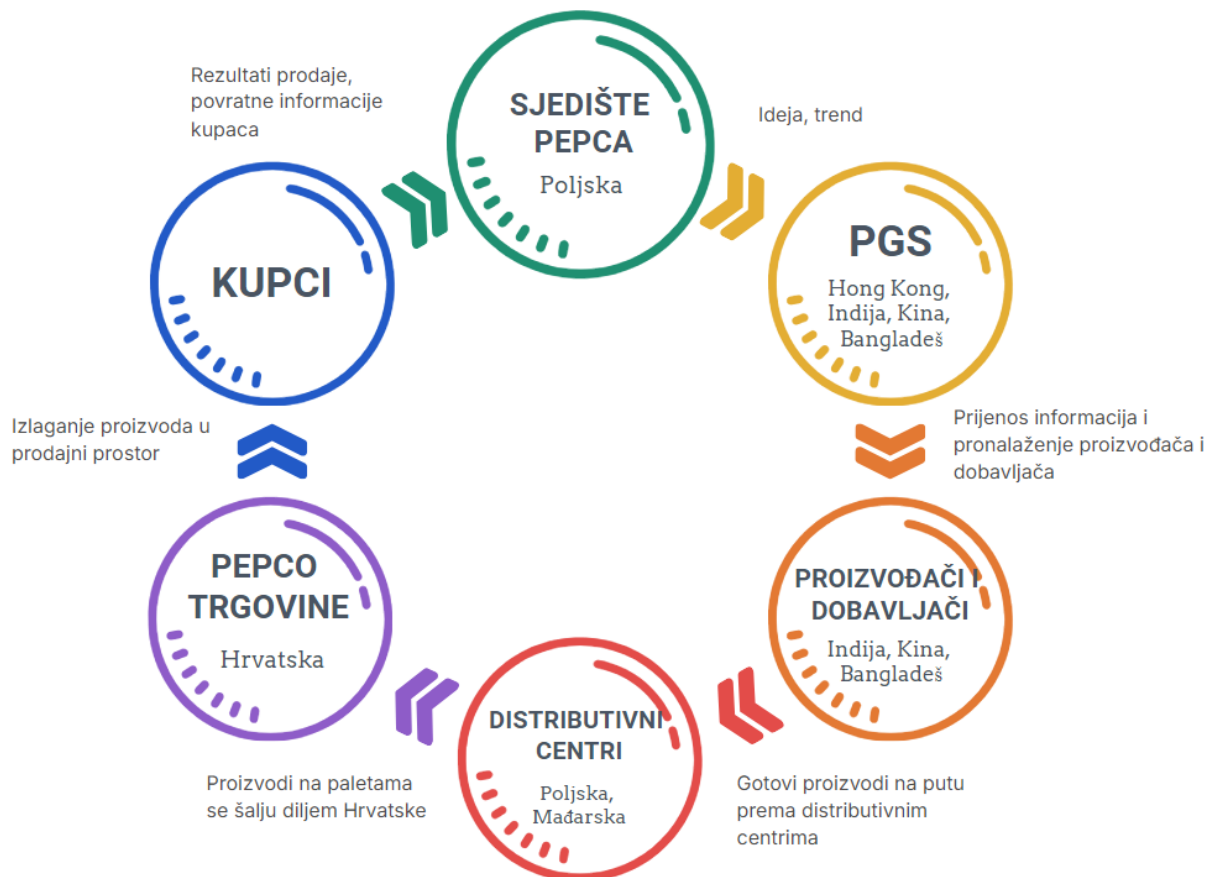 SJEDIŠTE
PEPCA
Poljska
Ideja, trend
PGS
Hong Kong,
Indija, Kina,
Bangladeš
Prijenos informacija i
pronalaženje proizvođača i
dobavljača
PROIZVOĐAČI I
DOBAVLJAČI
Indija, Kina,
Bangladeš
Gotovi proizvodi na putu
prema distributivnim
centrima
DISTRIBUTIVNI
CENTRI
Poljska,
Mađarska
Proizvodi na paletama
se šalju diljem Hrvatske
PEPCO
TRGOVINE
Hrvatska
Izlaganje proizvoda u
prodajni prostor
KUPCI
Rezultati prodaje,
povratne informacije
kupaca